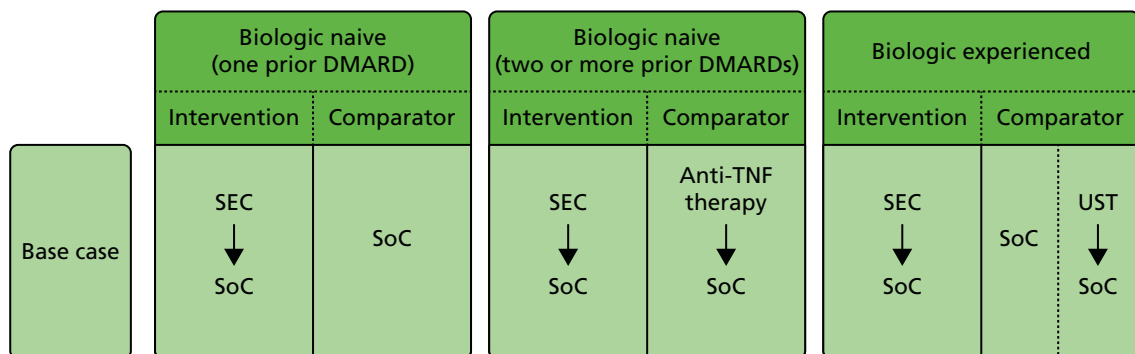 Biologic naive
(one prior DMARD)
Biologic naive
(two or more prior DMARDs)
Biologic experienced
Intervention
Comparator
Intervention
Comparator
Intervention
Comparator
Base case
SEC
SoC
SoC
SEC
SoC
Anti-TNF
therapy
SoC
SEC
SoC
SoC
UST
SoC